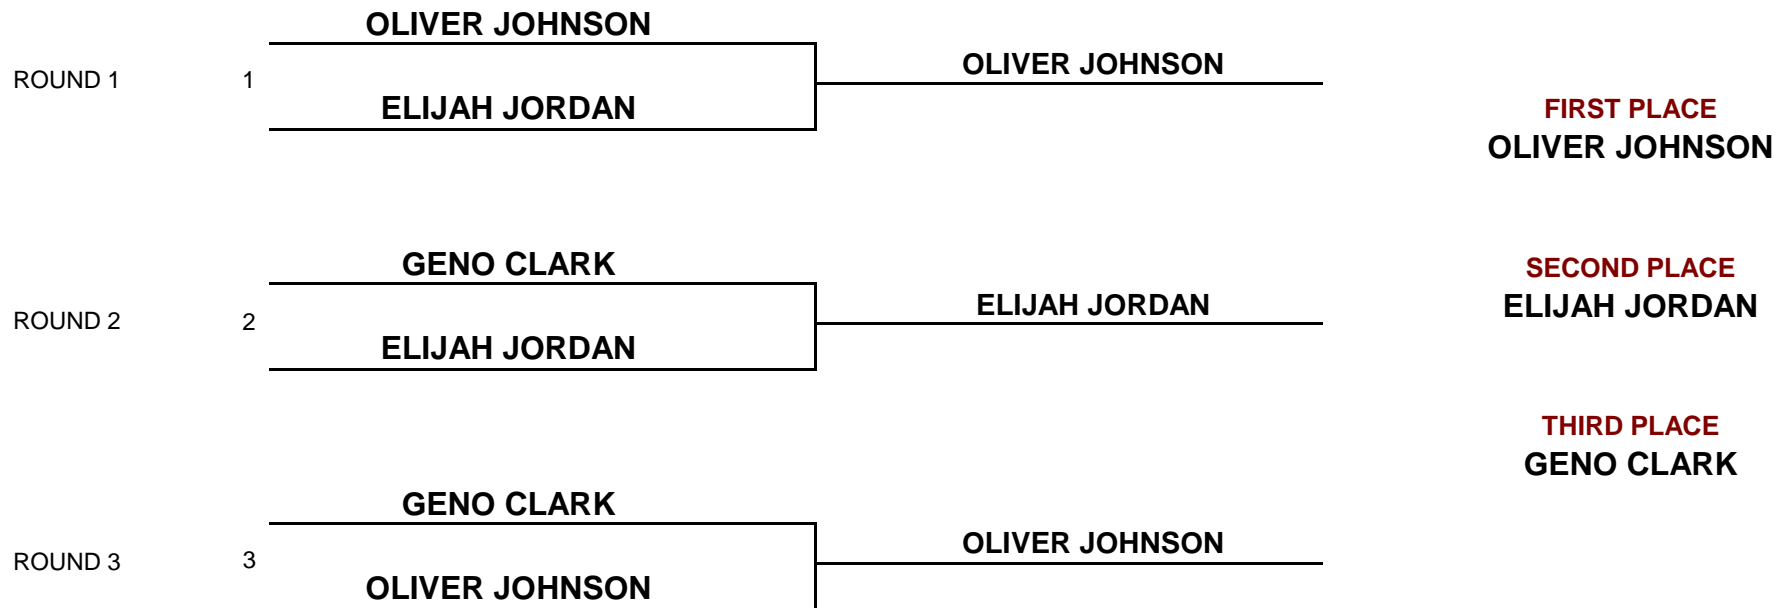 OLIVER JOHNSON
ROUND 1
1
ELIJAH JORDAN
OLIVER JOHNSON
GENO CLARK
ROUND 2
2
ELIJAH JORDAN
ELIJAH JORDAN
GENO CLARK
ROUND 3
3
OLIVER JOHNSON
OLIVER JOHNSON
FIRST PLACE
OLIVER JOHNSON
SECOND PLACE
ELIJAH JORDAN
THIRD PLACE
GENO CLARK